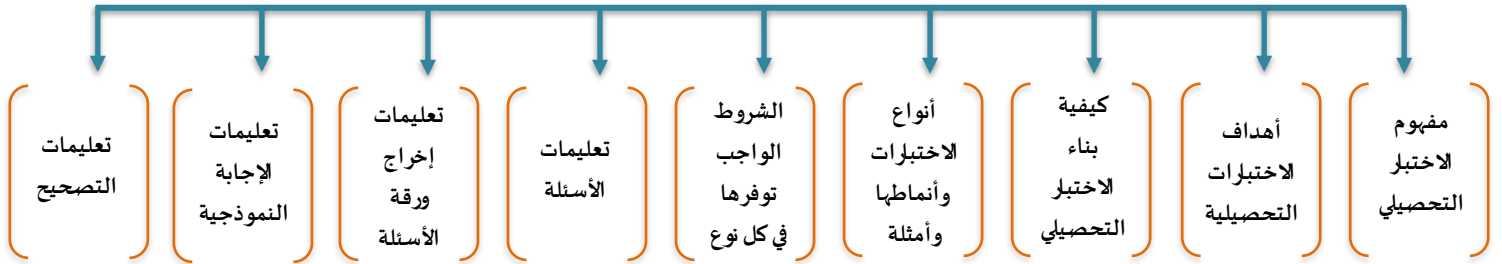 مفهوم
الاختبار
التحصيلي
أهداف
الاختبارات
التحصيلية
كيفية
بناء
الاختبار
التحصيلي
أنواع
الاختبارات
وأنماطها
وأمثلة
الشروط
الواجب
توفرها
في كل نوع
تعليمات
الأسئلة
تعليمات
إخراج
ورقة
الأسئلة
تعليمات
الإجابة
النموذجية
تعليمات
التصحيح